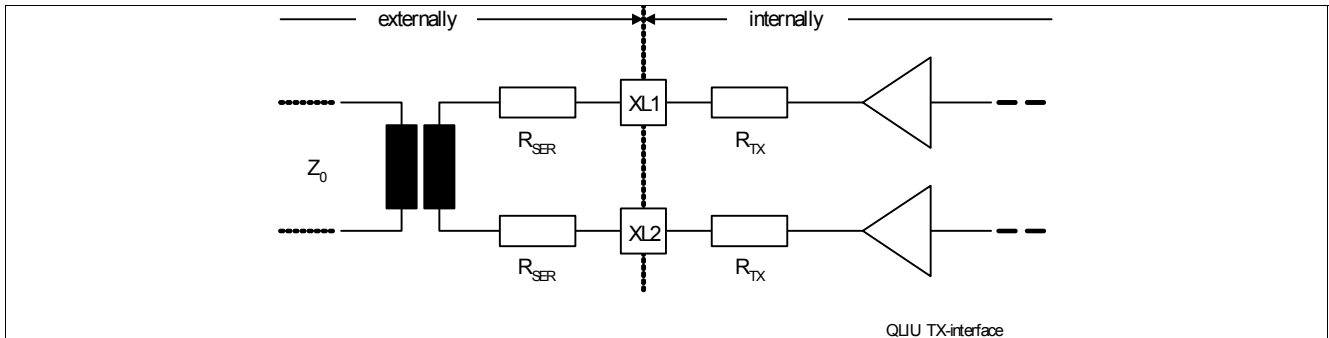 externally internally
XL1
R_SER R_TX
Z_0
XL2
R_SER R_TX
QLIU TX-interface